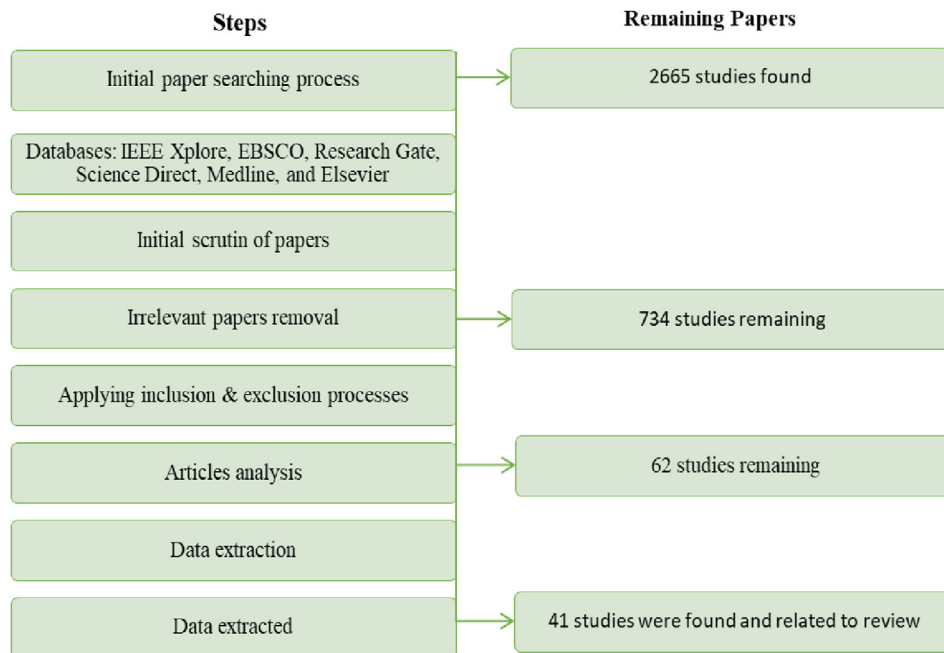 Steps
Remaining Papers
Initial paper searching process
2665 studies found
Databases: IEEE Xplore, EBSCO, Research Gate,
Science Direct, Medline, and Elsevier
Initial scrutin of papers
Irrelevant papers removal
734 studies remaining
Applying inclusion & exclusion processes
Articles analysis
62 studies remaining
Data extraction
Data extracted
41 studies were found and related to review